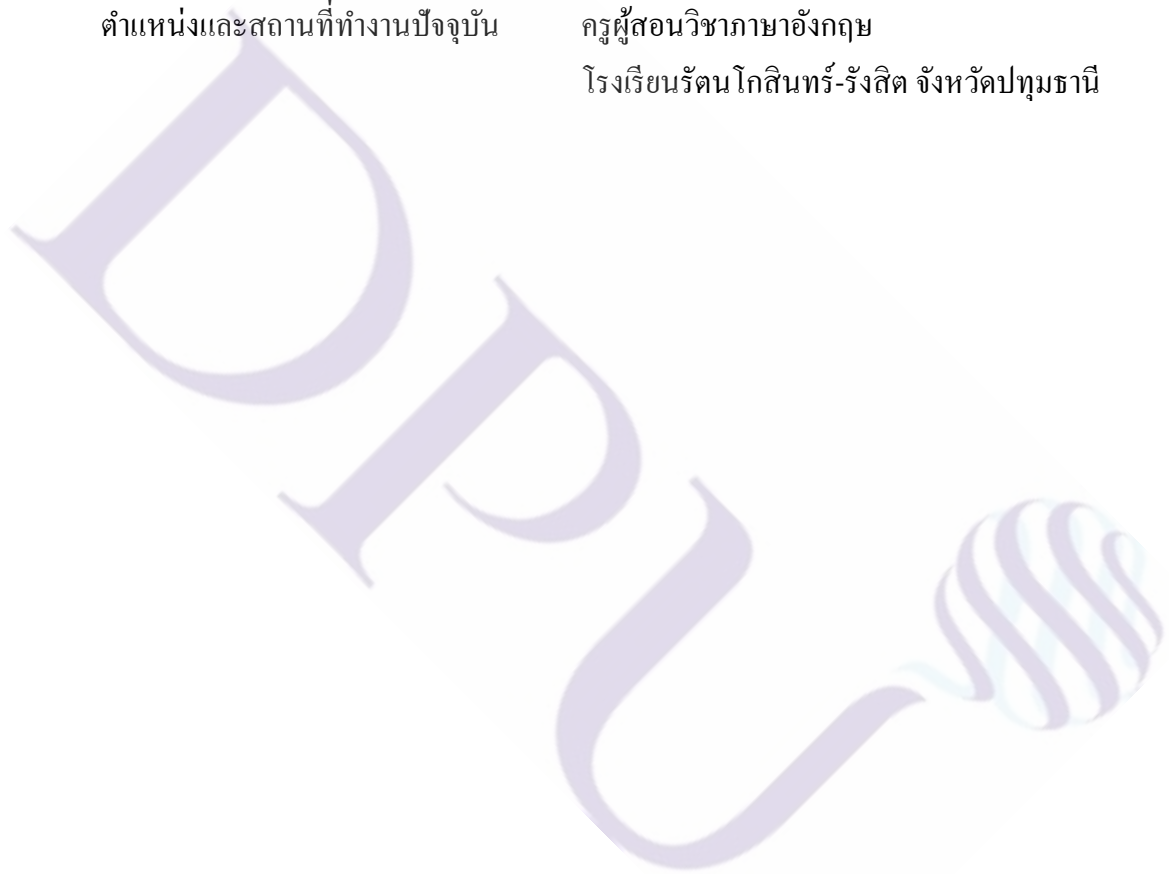 ตำแหน่งและสถานที่ทำงานปัจจุบัน ครูผู้สอนวิชาภาษาอังกฤษ
โรงเรียนรัตนโกสินทร์-รังสิต จังหวัดปทุมธานี
DPU